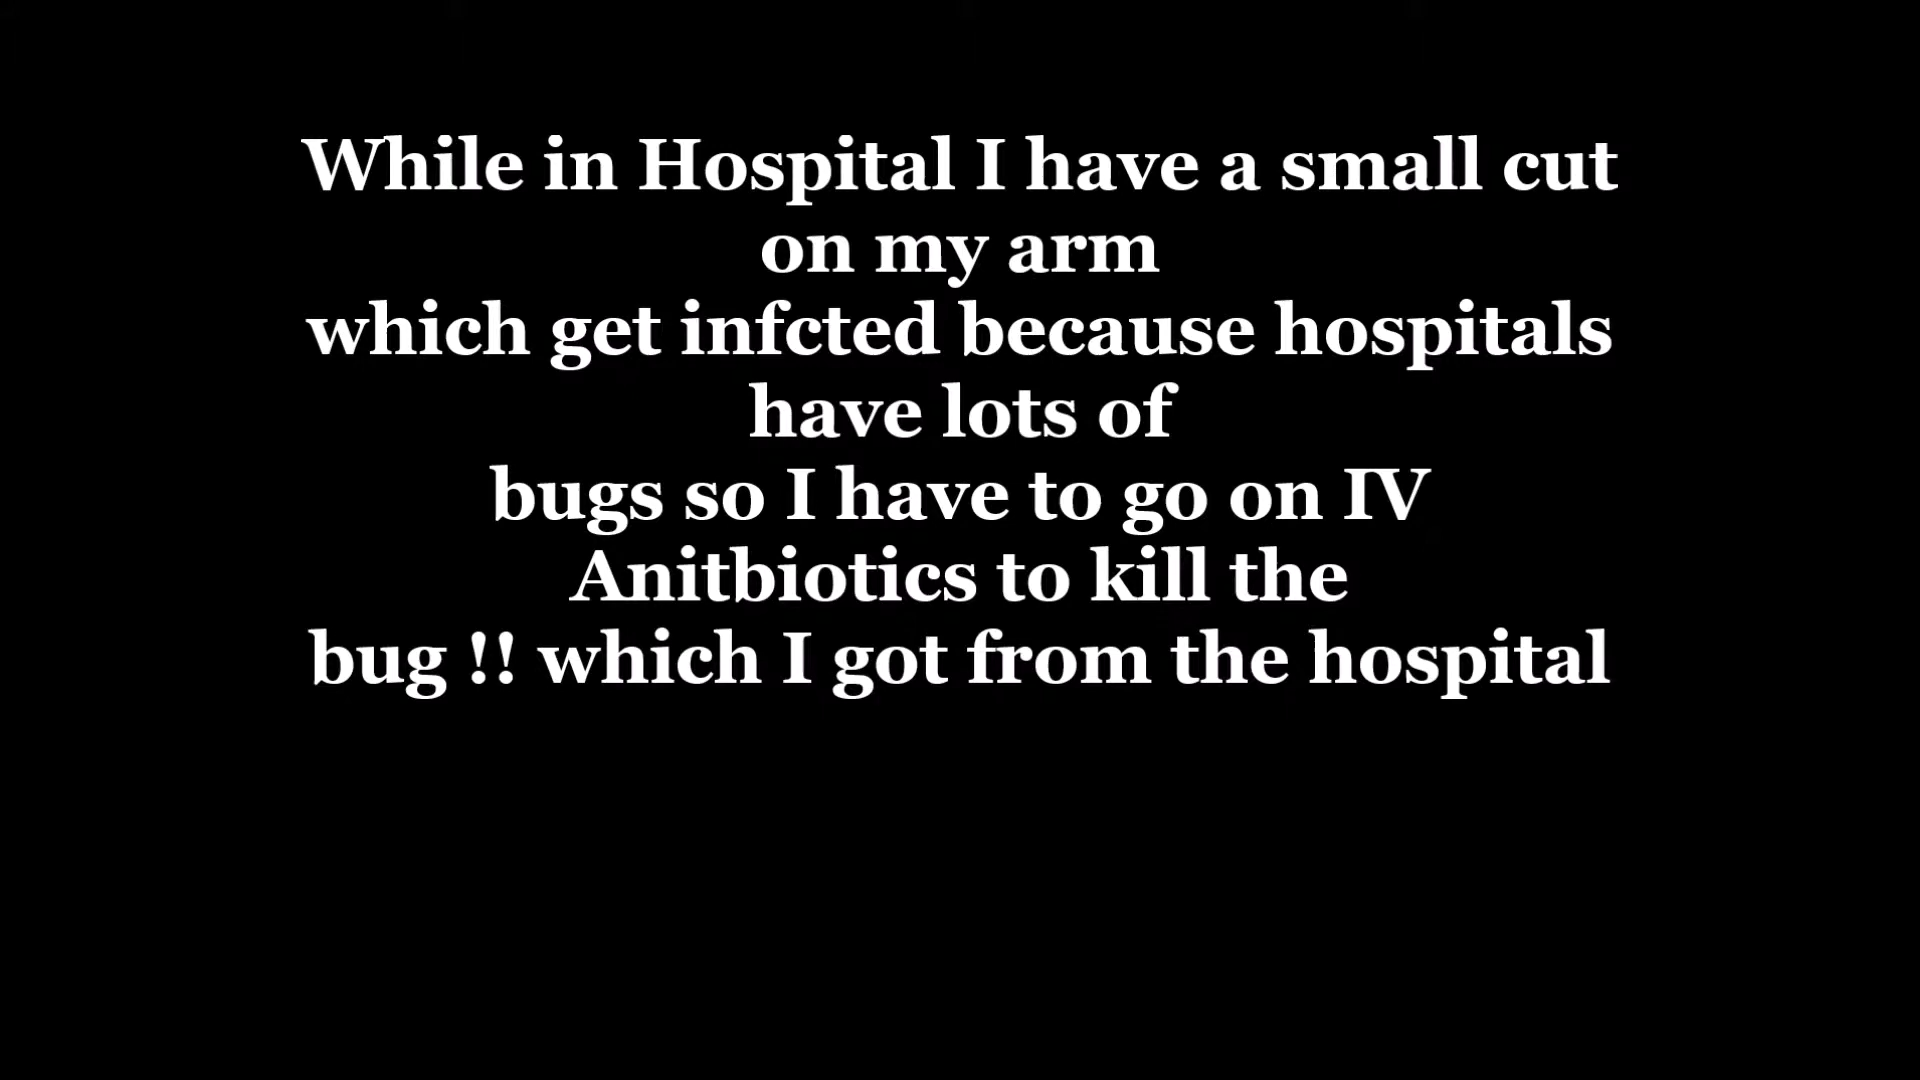 While in Hospital I have a small cut
on my arm
which get infcted because hospitals
have lots of
bugs so I have to go on IV
Anitbiotics to kill the
bug !! which I got from the hospital